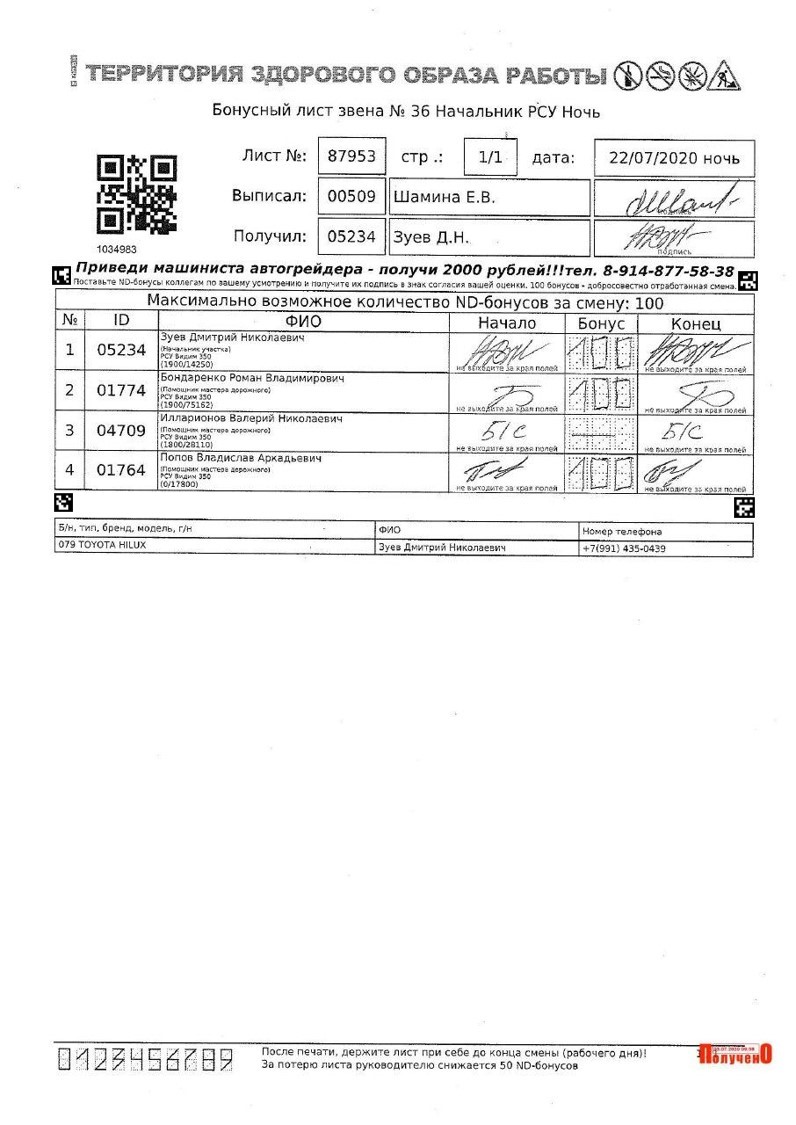 ТЕРРИТОРИЯ ЗДОРОВОГО ОБРАЗА РАБОТЫ
Бонусный лист звена № 36 Начальник РСУ Ночь
Лист №: 87953 стр .: 1/1 дата: 22/07/2020 ночь
Выписал: 00509 Шамина Е.В.
подпись
Получил: 05234 Зуев Д.Н.
подпись
1034983
Приведи машиниста автогрейдера - получи 2000 рублей!!!тел. 8-914-877-58-38
Поставьте ND-бонусы коллегам по вашему усмотрению и получите их подпись в знак согласия вашей оценки. 100 бонусов - добросовестно отработанная смена.
Максимально возможное количество ND-бонусов за смену: 100
№ ID ФИО Начало Бонус Конец
1 05234 Зуев Дмитрий Николаевич 100
(Начальник участка)
РСУ Видим 350
(1900/14250)
не выходите за края полей не выходите за края полей
2 01774 Бондаренко Роман Владимирович 100
(Помощник мастера дорожного)
РСУ Видим 350
(1900/75162)
не выходите за края полей не выходите за края полей
3 04709 Илларионов Валерий Николаевич Б/С — Б/С
(Помощник мастера дорожного)
РСУ Видим 350
(1800/28110)
не выходите за края полей не выходите за края полей
4 01764 Попов Владислав Аркадьевич 100
(Помощник мастера дорожного)
РСУ Видим 350
(0/17800)
не выходите за края полей не выходите за края полей
Б/н, тип, бренд, модель, г/н ФИО Номер телефона
079 TOYOTA HILUX Зуев Дмитрий Николаевич +7(991) 435-0439
0123456789
После печати, держите лист при себе до конца смены (рабочего дня)!
За потерю листа руководителю снижается 50 ND-бонусов
ПолученО